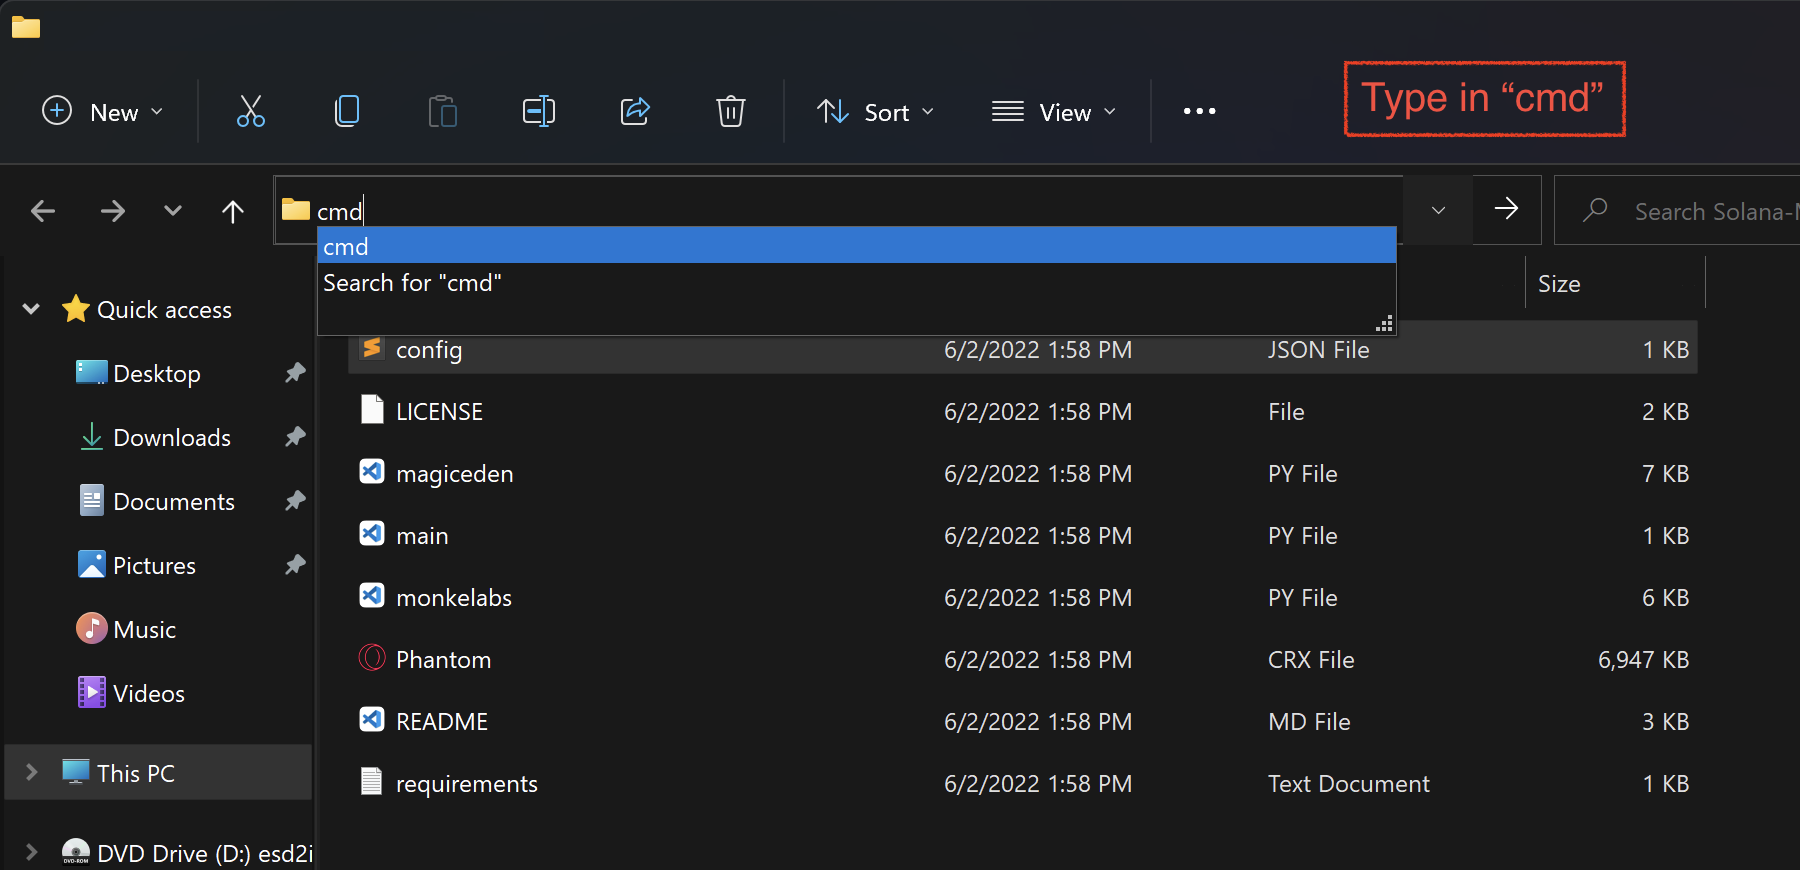 New
Sort
View
Type in “cmd”
cmd
Search Solana-
cmd
Search for "cmd"
Size
Quick access
Desktop
Downloads
Documents
Pictures
Music
Videos
This PC
DVD Drive (D:) esd2i
config 6/2/2022 1:58 PM JSON File 1 KB
LICENSE 6/2/2022 1:58 PM File 2 KB
magiceden 6/2/2022 1:58 PM PY File 7 KB
main 6/2/2022 1:58 PM PY File 1 KB
monkelabs 6/2/2022 1:58 PM PY File 6 KB
Phantom 6/2/2022 1:58 PM CRX File 6,947 KB
README 6/2/2022 1:58 PM MD File 3 KB
requirements 6/2/2022 1:58 PM Text Document 1 KB